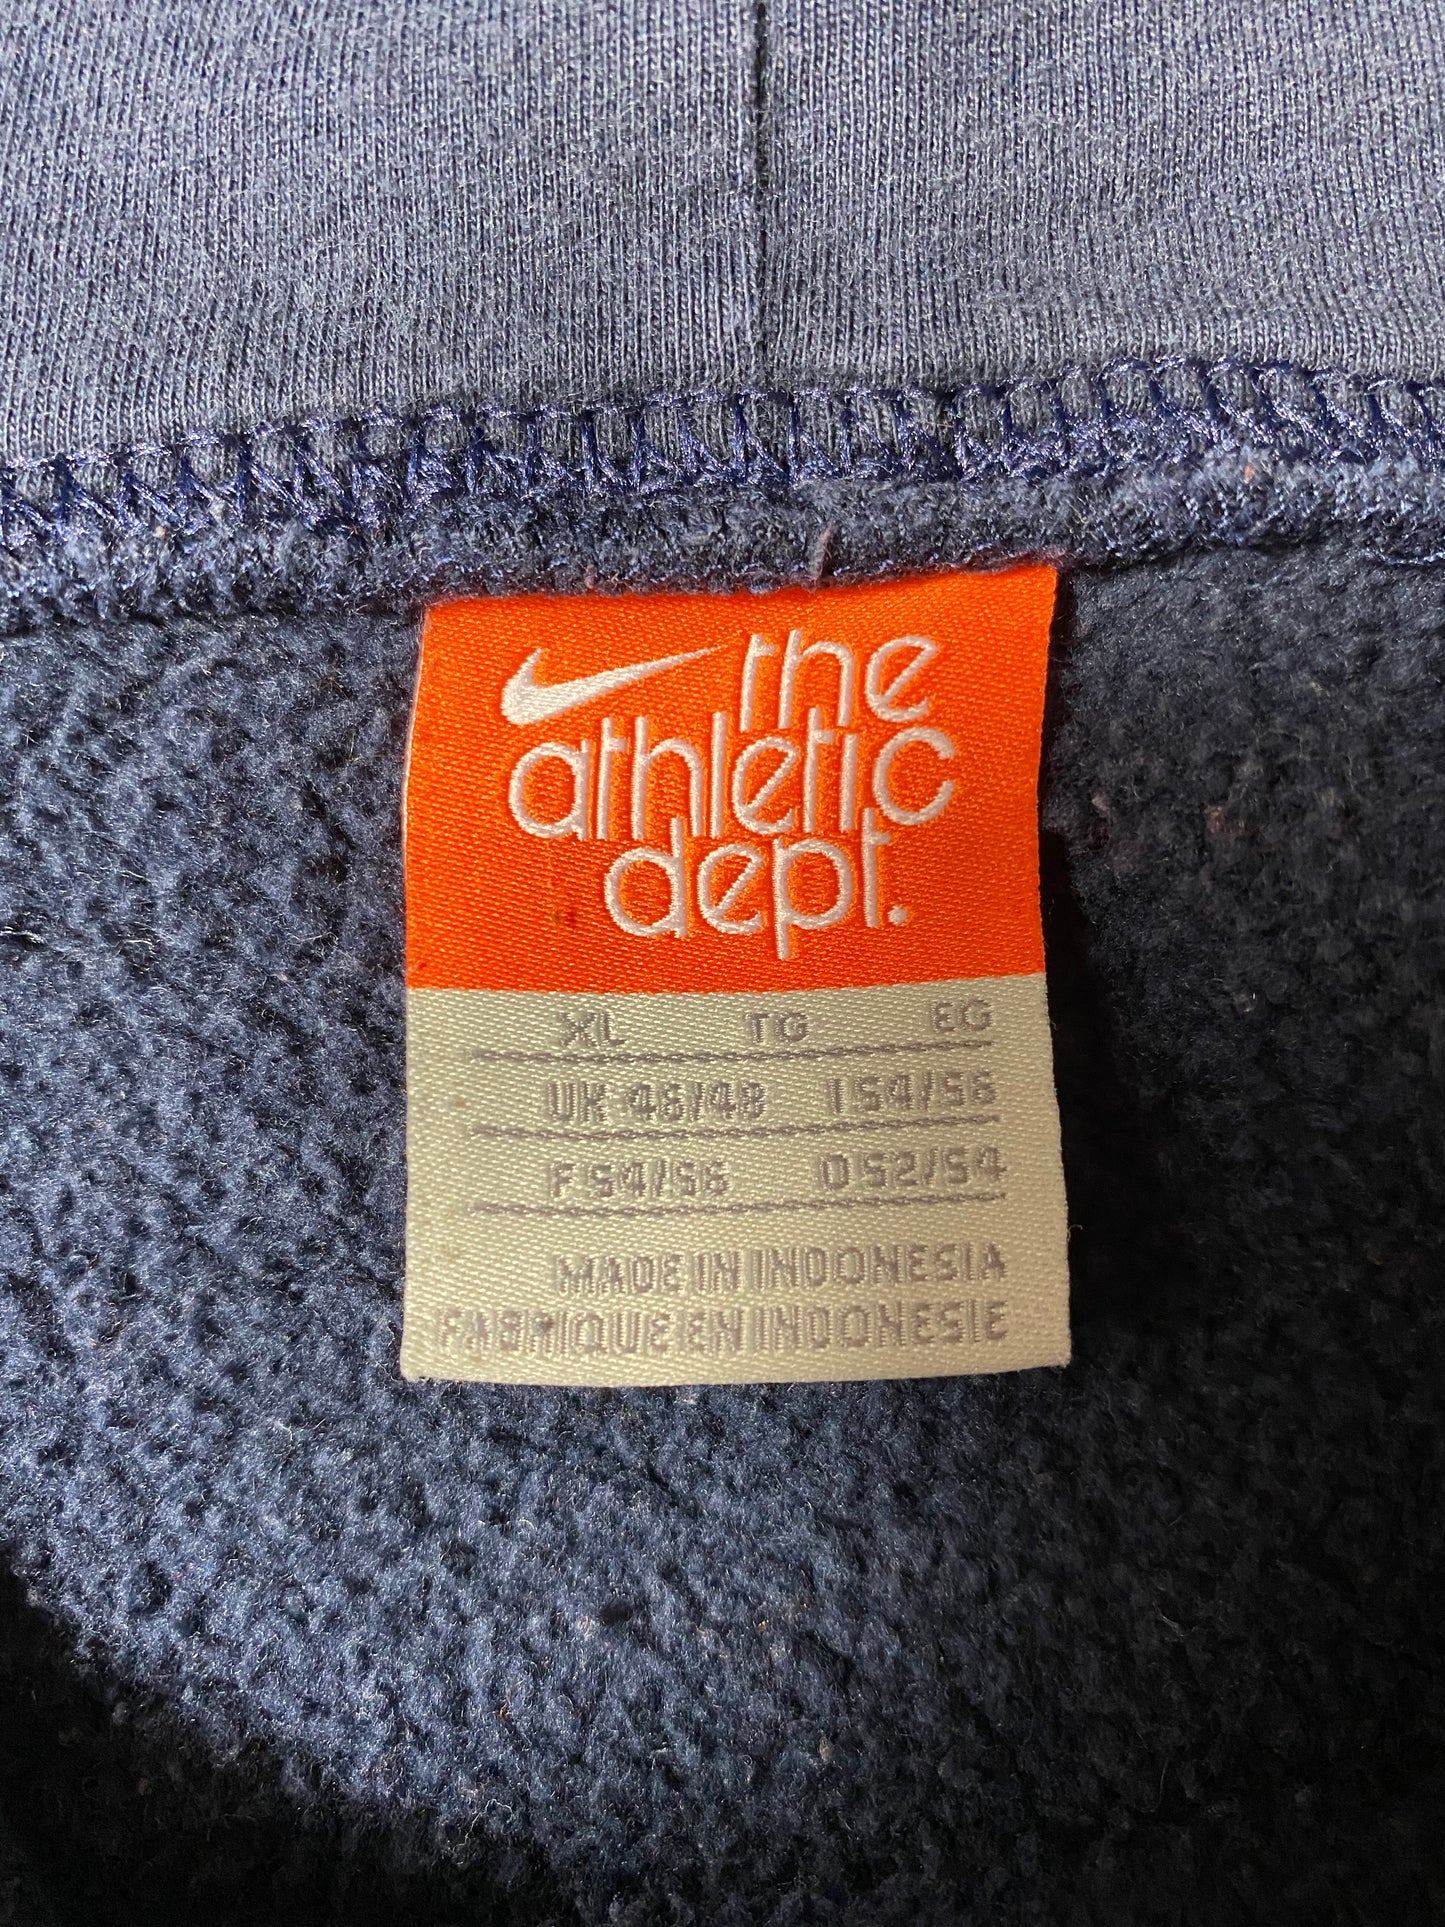 the
athletic
dept.
XL TG EG
UK 46/48 I 54/56
F 54/56 D 52/54
MADE IN INDONESIA
FABRIQUE EN INDONESIE